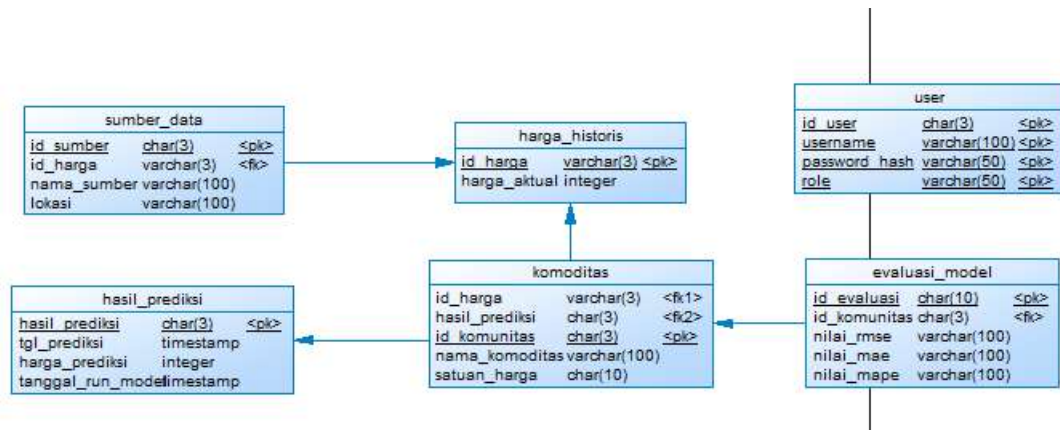 sumber_data
id_sumber char(3) <pk>
id_harga varchar(3) <fk>
nama_sumber varchar(100)
lokasi varchar(100)
harga_historis
id_harga varchar(3) <pk>
harga_aktual integer
user
id_user char(3) <pk>
username varchar(100) <pk>
password_hash varchar(50) <pk>
role varchar(50) <pk>
hasil_prediksi
hasil_prediksi char(3) <pk>
tgl_prediksi timestamp
harga_prediksi integer
tanggal_run_model timestamp
komoditas
id_harga varchar(3) <fk1>
hasil_prediksi char(3) <fk2>
id_komunitas char(3) <pk>
nama_komoditas varchar(100)
satuan_harga char(10)
evaluasi_model
id_evaluasi char(10) <pk>
id_komunitas char(3) <fk>
nilai_rmse varchar(100)
nilai_mae varchar(100)
nilai_mape varchar(100)